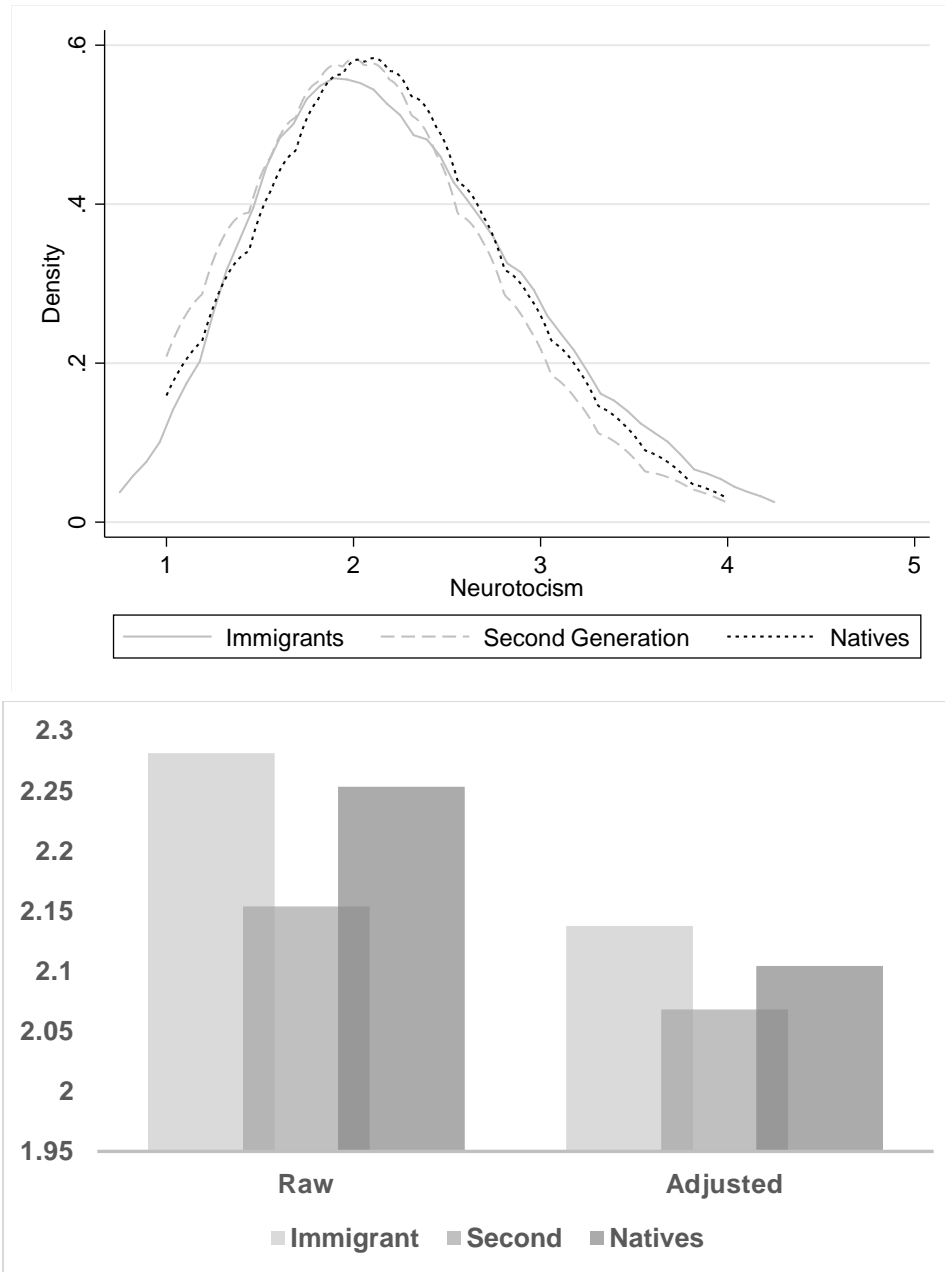 .6
.4
.2
0
Density
1 2 3 4 5
Neurotocism
Immigrants Second Generation Natives
2.3
2.25
2.2
2.15
2.1
2.05
2
1.95
Raw Adjusted
Immigrant Second Natives